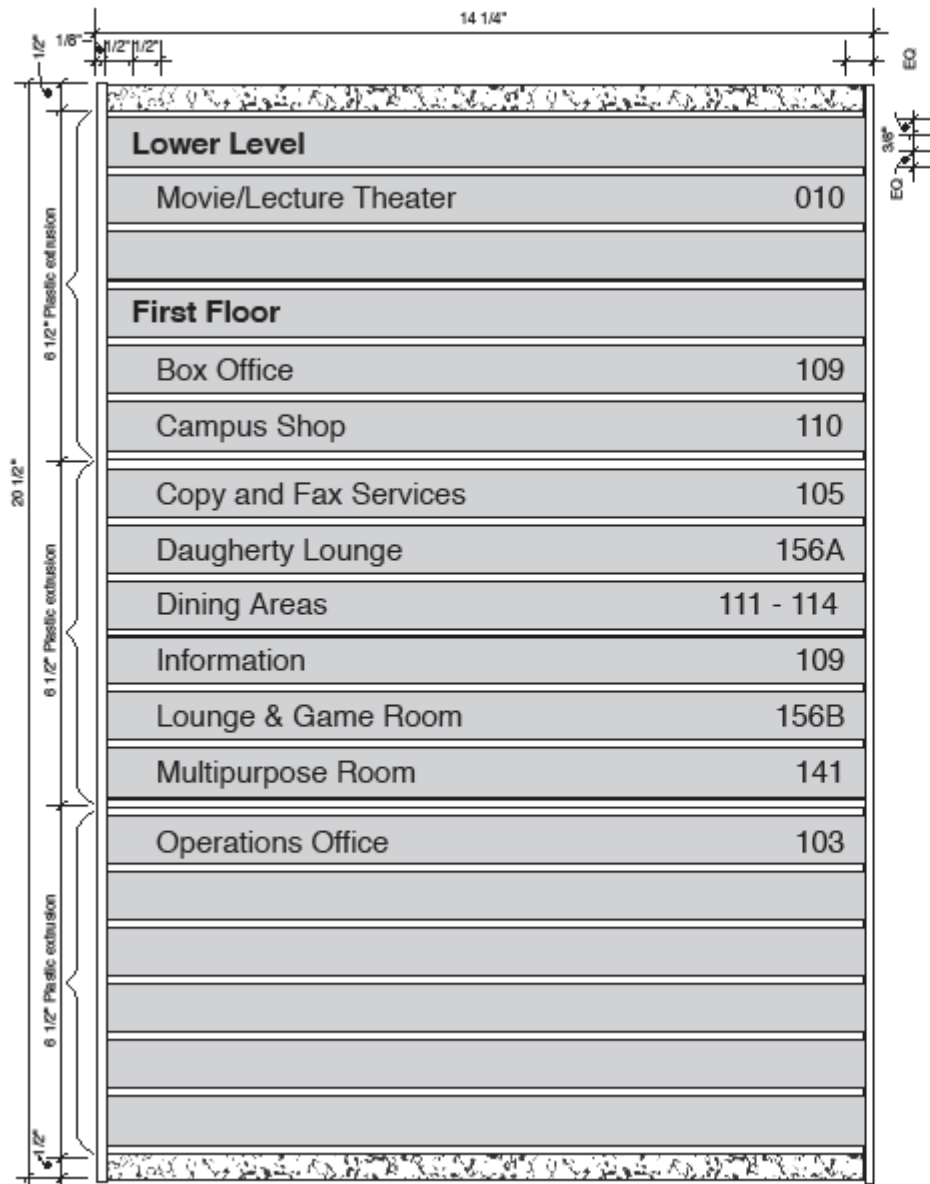 14 1/4"
1/8"
1/2" 1/2"
1/2"
EQ
Lower Level
3/8"
EQ
Movie/Lecture Theater 010
6 1/2" Plastic extrusion
First Floor
Box Office 109
Campus Shop 110
20 1/2"
Copy and Fax Services 105
Daugherty Lounge 156A
Dining Areas 111 - 114
6 1/2" Plastic extrusion
Information 109
Lounge & Game Room 156B
Multipurpose Room 141
Operations Office 103
6 1/2" Plastic extrusion
1/2"